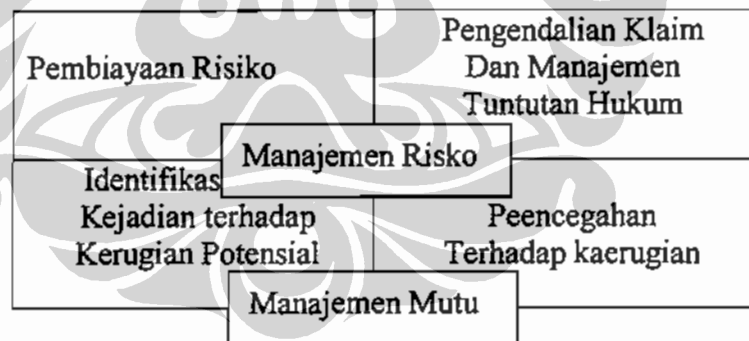 Pembiayaan Risiko
Pengendalian Klaim
Dan Manajemen
Tuntutan Hukum
Manajemen Risko
Identifikas
Kejadian terhadap
Kerugian Potensial
Peencegahan
Terhadap kaerugian
Manajemen Mutu